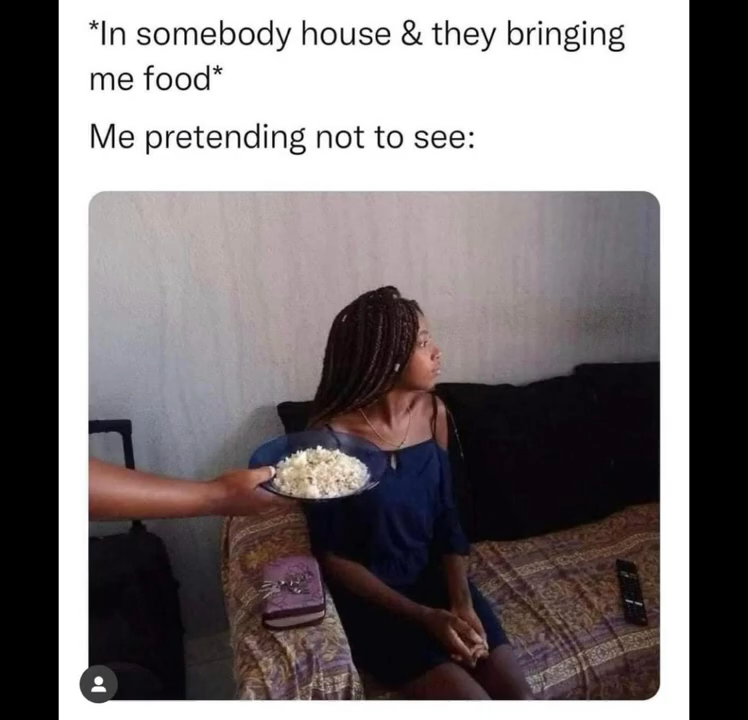 *In somebody house & they bringing
me food*
Me pretending not to see: